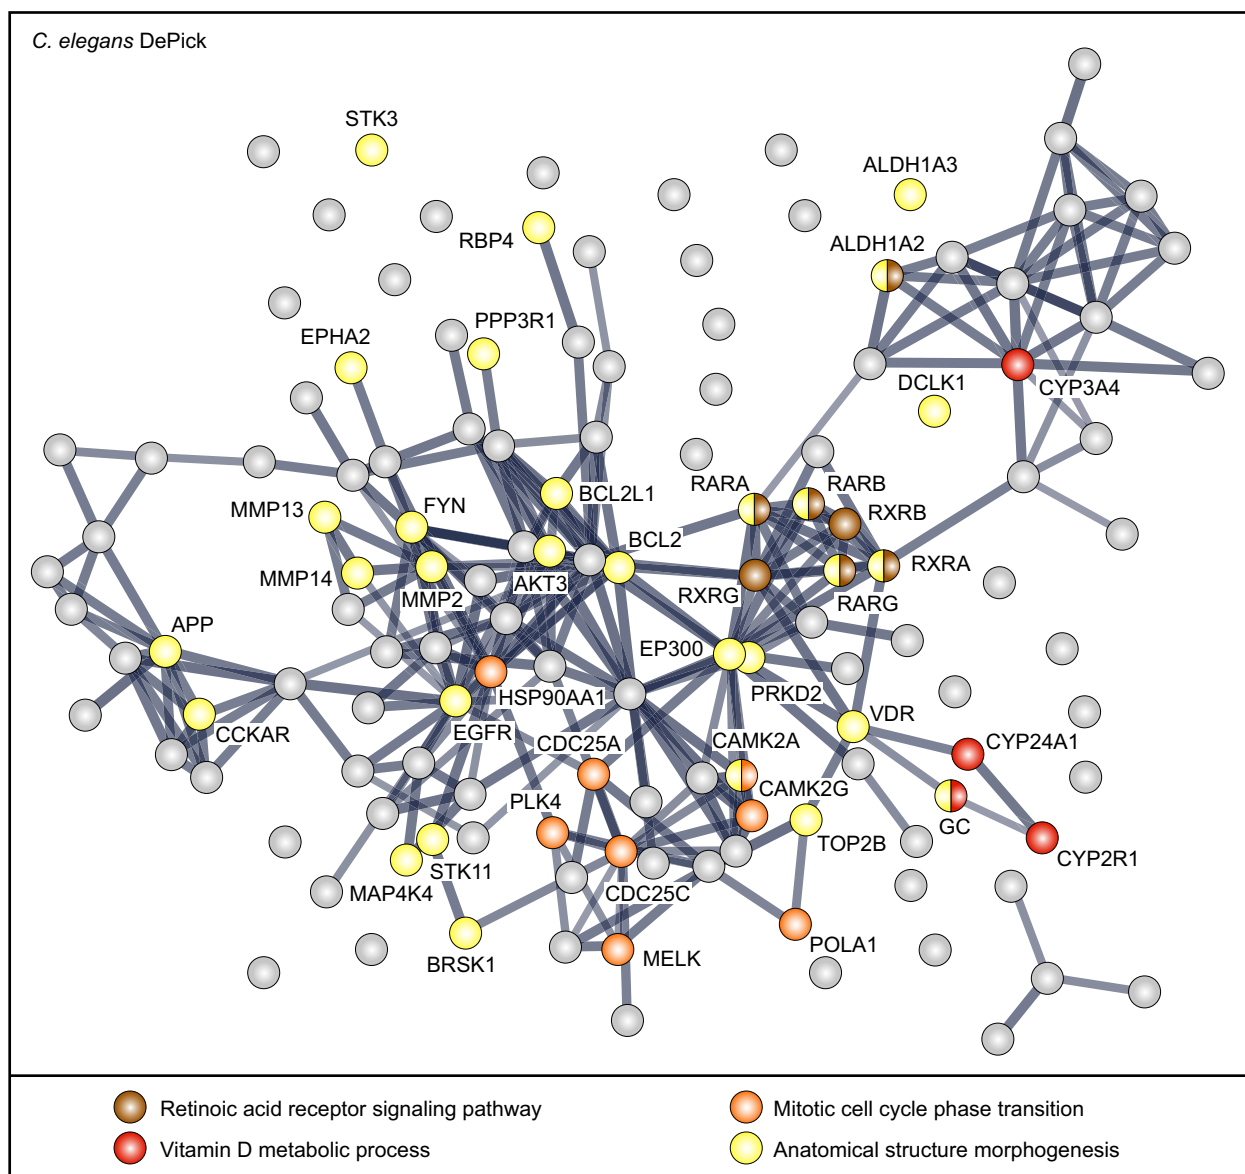 C. elegans DePick
STK3
ALDH1A3
RBP4
ALDH1A2
PPP3R1
EPHA2
CYP3A4
DCLK1
BCL2L1
RARA
RARB
MMP13
FYN
RXRB
BCL2
MMP14
AKT3
RXRA
MMP2
RXRG
RARG
APP
EP300
HSP90AA1
PRKD2
CCKAR
EGFR
VDR
CDC25A
CAMK2A
CYP24A1
CAMK2G
PLK4
GC
TOP2B
CYP2R1
STK11
MAP4K4
CDC25C
POLA1
BRSK1
MELK
Retinoic acid receptor signaling pathway
Mitotic cell cycle phase transition
Vitamin D metabolic process
Anatomical structure morphogenesis